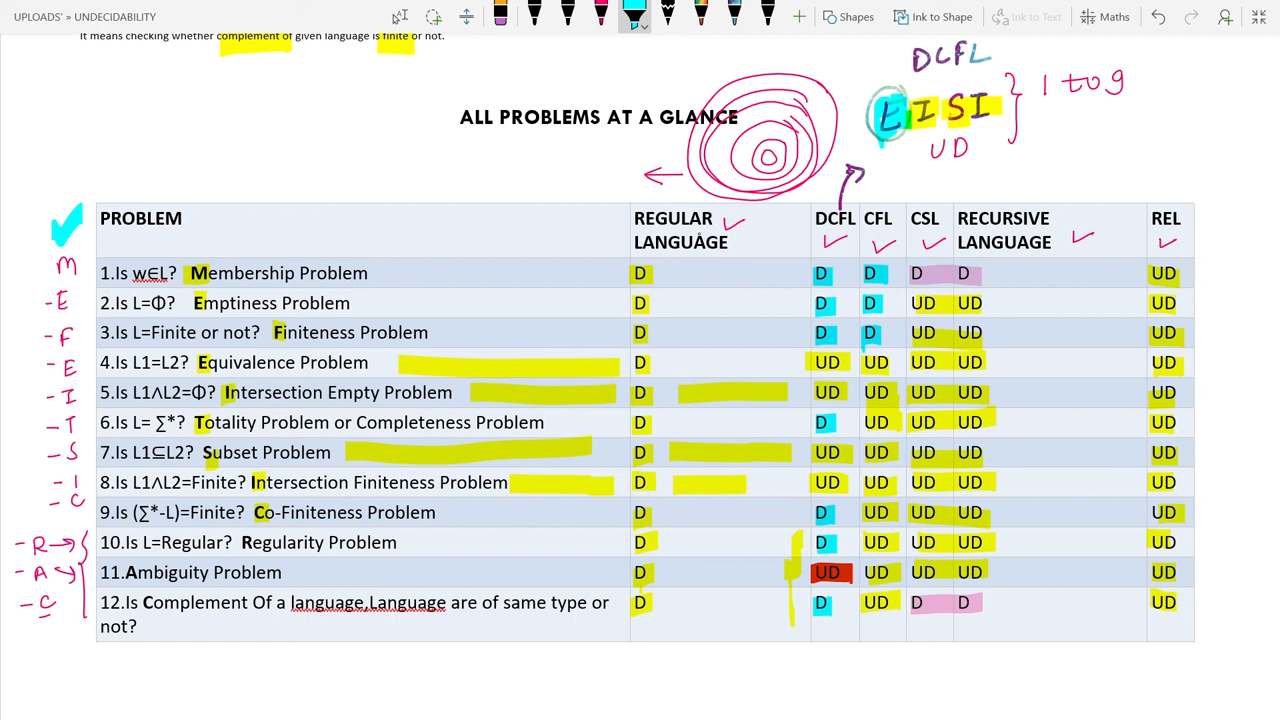 UPLOADS' » UNDECIDABILITY
Shapes Ink to Shape Ink to Text Maths
It means checking whether complement of given language is finite or not.
DCFL
EISI } 1 to 9
UD
ALL PROBLEMS AT A GLANCE
PROBLEM REGULAR LANGUAGE DCFL CFL CSL RECURSIVE LANGUAGE REL
M 1.Is w∈L? Membership Problem D D D D D UD
-E 2.Is L=Φ? Emptiness Problem D D D UD UD UD
-F 3.Is L=Finite or not? Finiteness Problem D D D UD UD UD
-E 4.Is L1=L2? Equivalence Problem D UD UD UD UD UD
-I 5.Is L1∧L2=Φ? Intersection Empty Problem D UD UD UD UD UD
-T 6.Is L= ∑*? Totality Problem or Completeness Problem D D UD UD UD UD
-S 7.Is L1⊆L2? Subset Problem D UD UD UD UD UD
-I 8.Is L1∧L2=Finite? Intersection Finiteness Problem D UD UD UD UD UD
-C 9.Is (∑*-L)=Finite? Co-Finiteness Problem D D UD UD UD UD
-R 10.Is L=Regular? Regularity Problem D D UD UD UD UD
-A 11.Ambiguity Problem D UD UD UD UD UD
-C 12.Is Complement Of a language,Language are of same type or not? D D UD D D UD